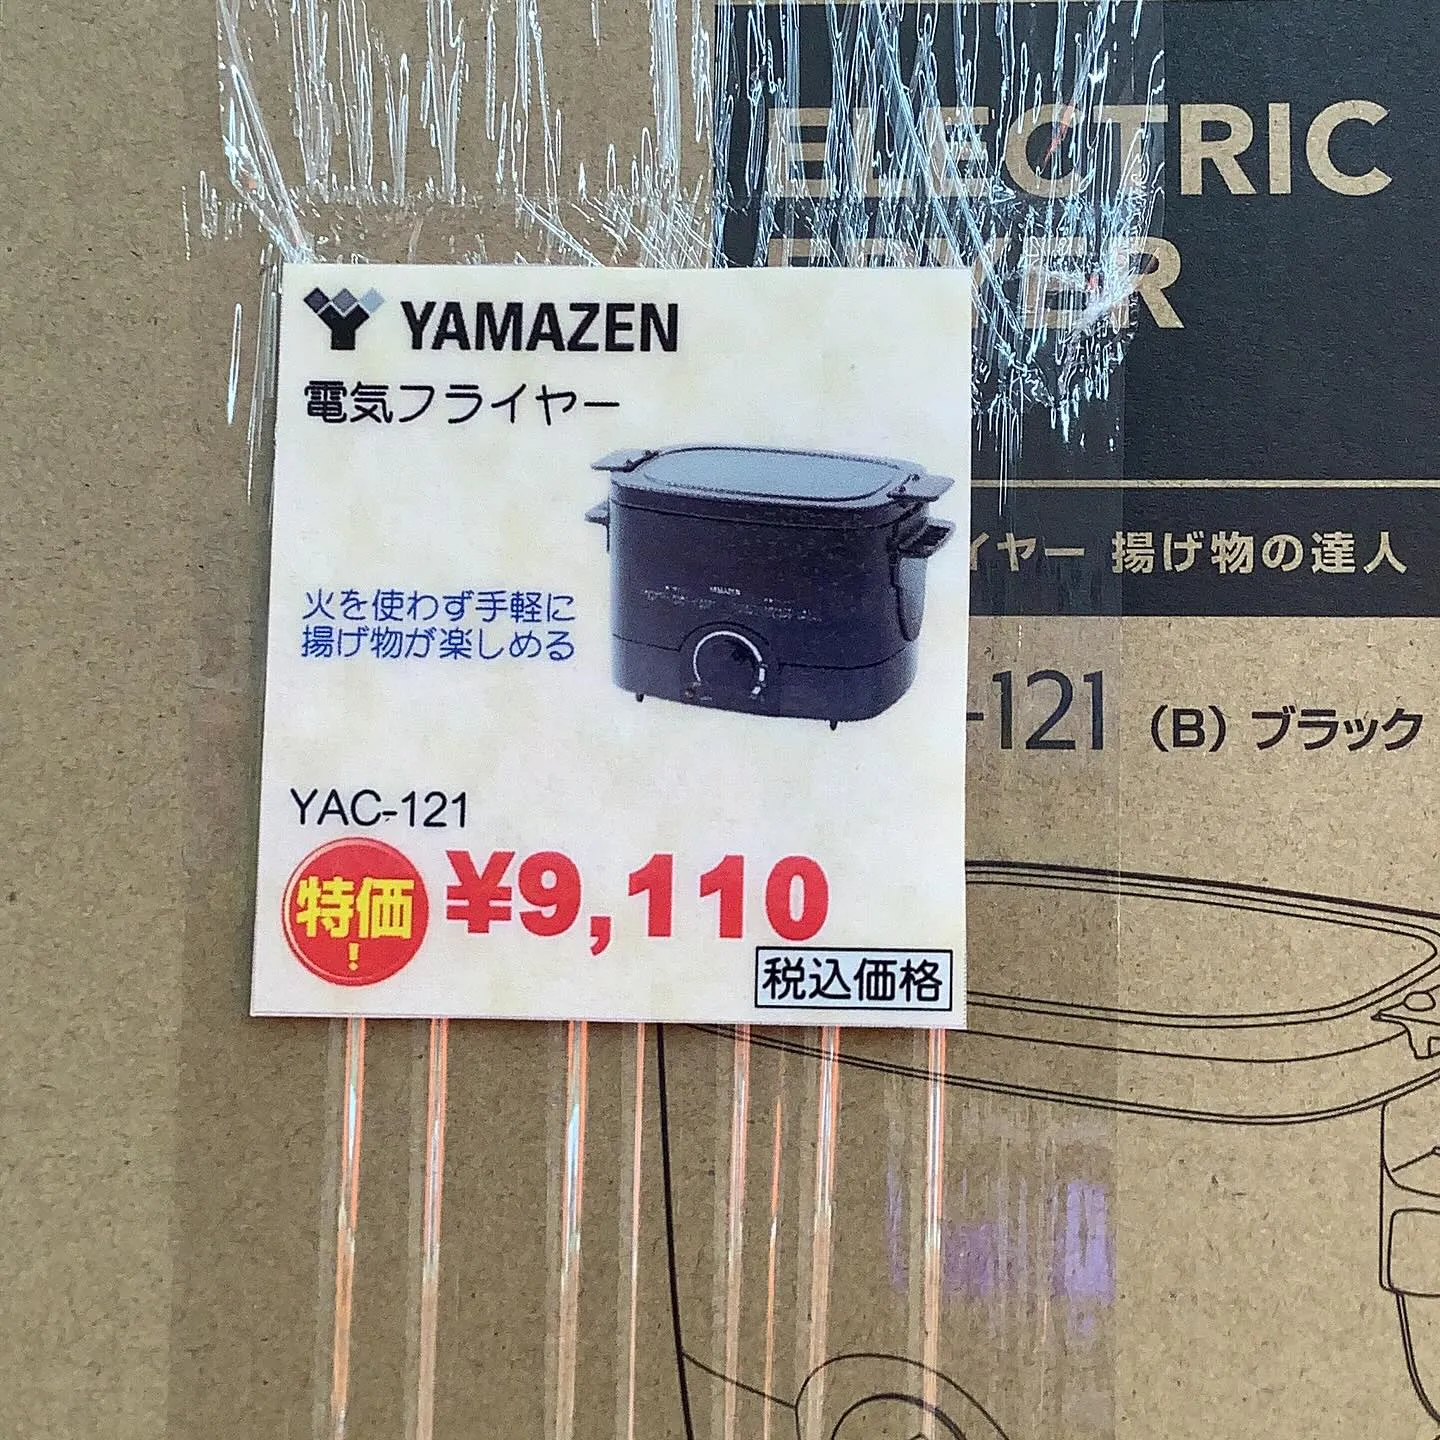 ELECTRIC
FRYER
YAMAZEN
電気フライヤー
火を使わず手軽に
揚げ物が楽しめる
YAMAZEN
イヤー 揚げ物の達人
-121 (B) ブラック
YAC-121
特価! ¥9,110
税込価格